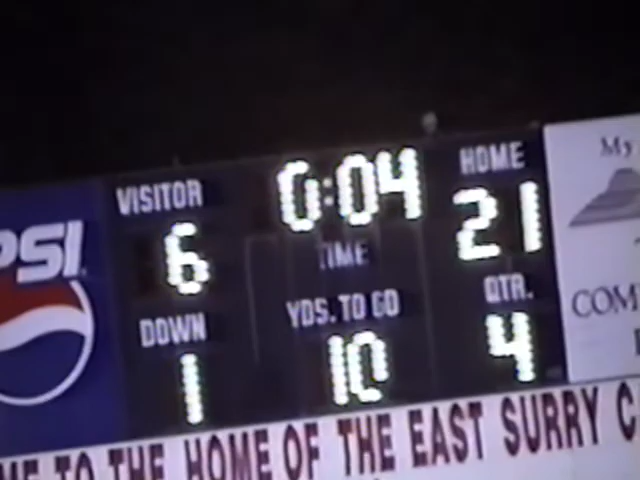 My
PSI
VISITOR 0:04 HOME
6 TIME 21
DOWN YDS. TO GO QTR.
1 10 4
TO THE HOME OF THE EAST SURRY C